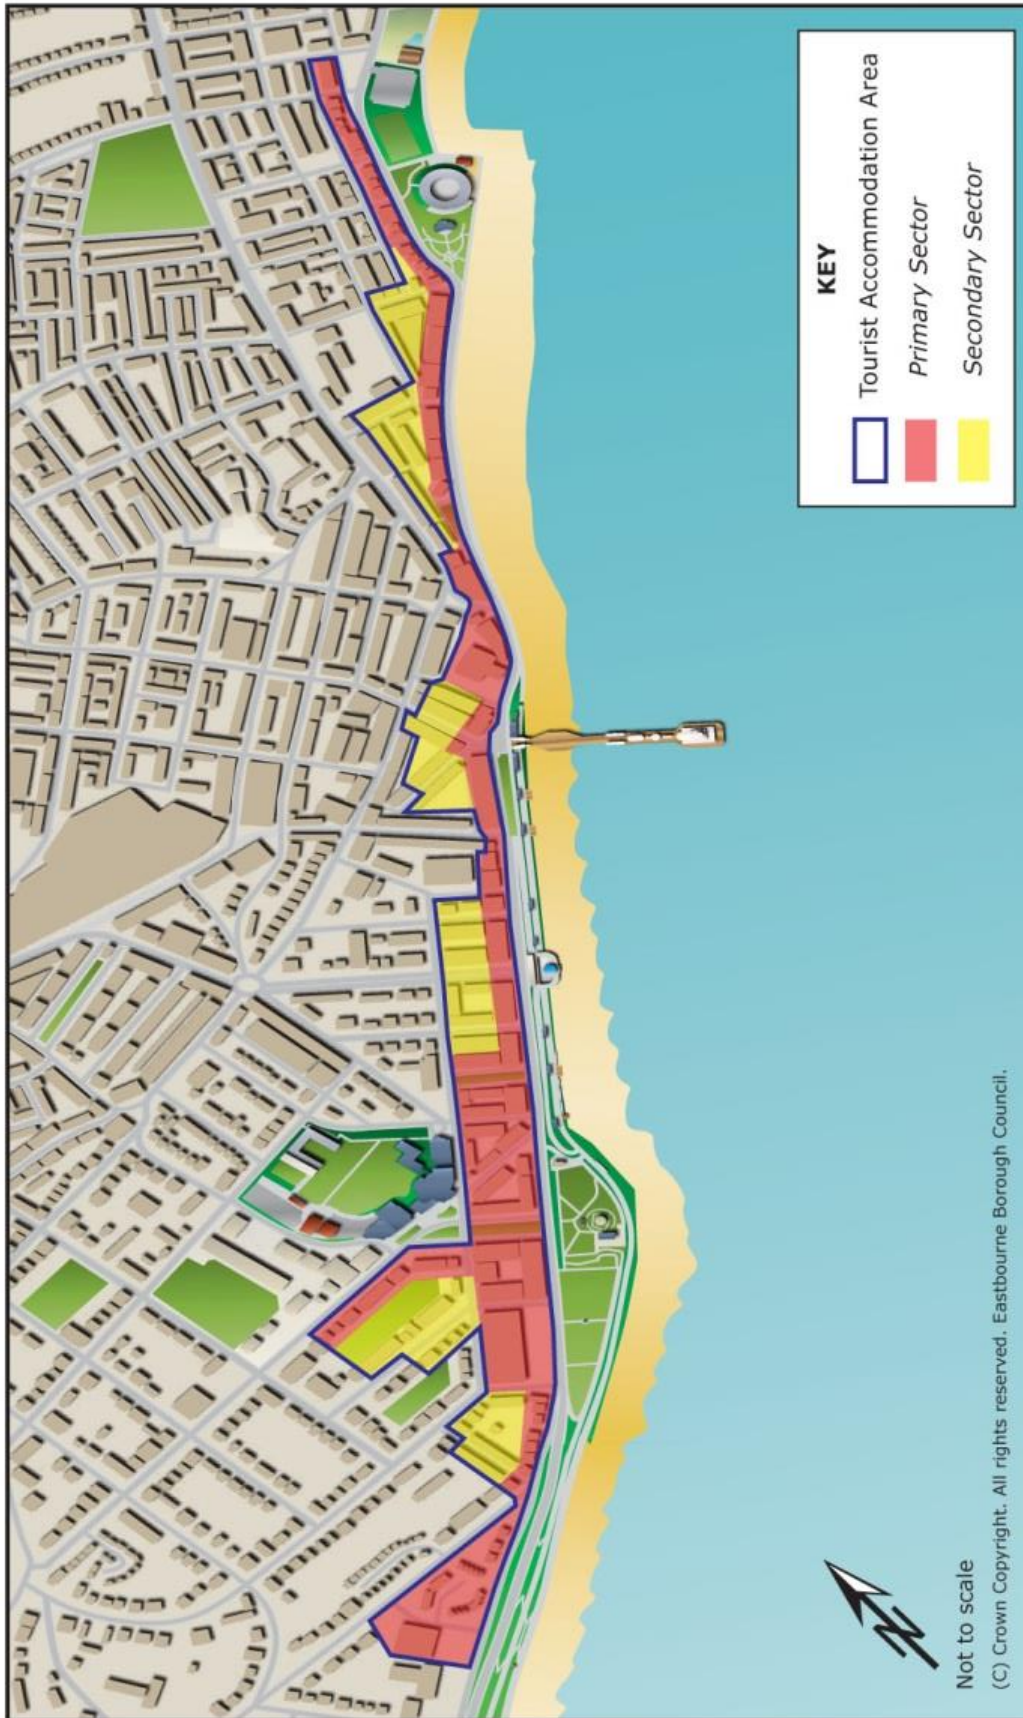 KEY
Tourist Accommodation Area
Primary Sector
Secondary Sector
N
Not to scale
(C) Crown Copyright. All rights reserved. Eastbourne Borough Council.